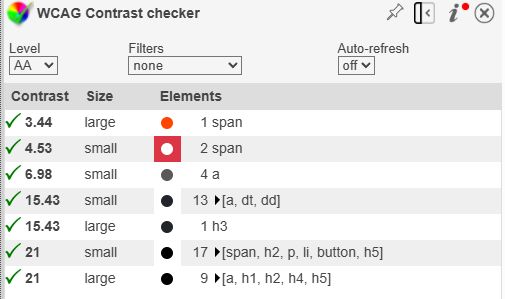 WCAG Contrast checker
Level Filters Auto-refresh
AA none off
Contrast Size Elements
3.44 large 1 span
4.53 small 2 span
6.98 small 4 a
15.43 small 13 [a, dt, dd]
15.43 large 1 h3
21 small 17 [span, h2, p, li, button, h5]
21 large 9 [a, h1, h2, h4, h5]